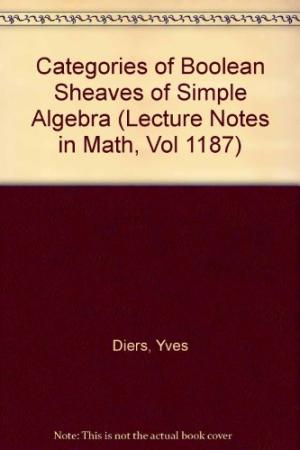 Categories of Boolean
Sheaves of Simple
Algebra (Lecture Notes
in Math, Vol 1187)
Diers, Yves
Note: This is not the actual book cover